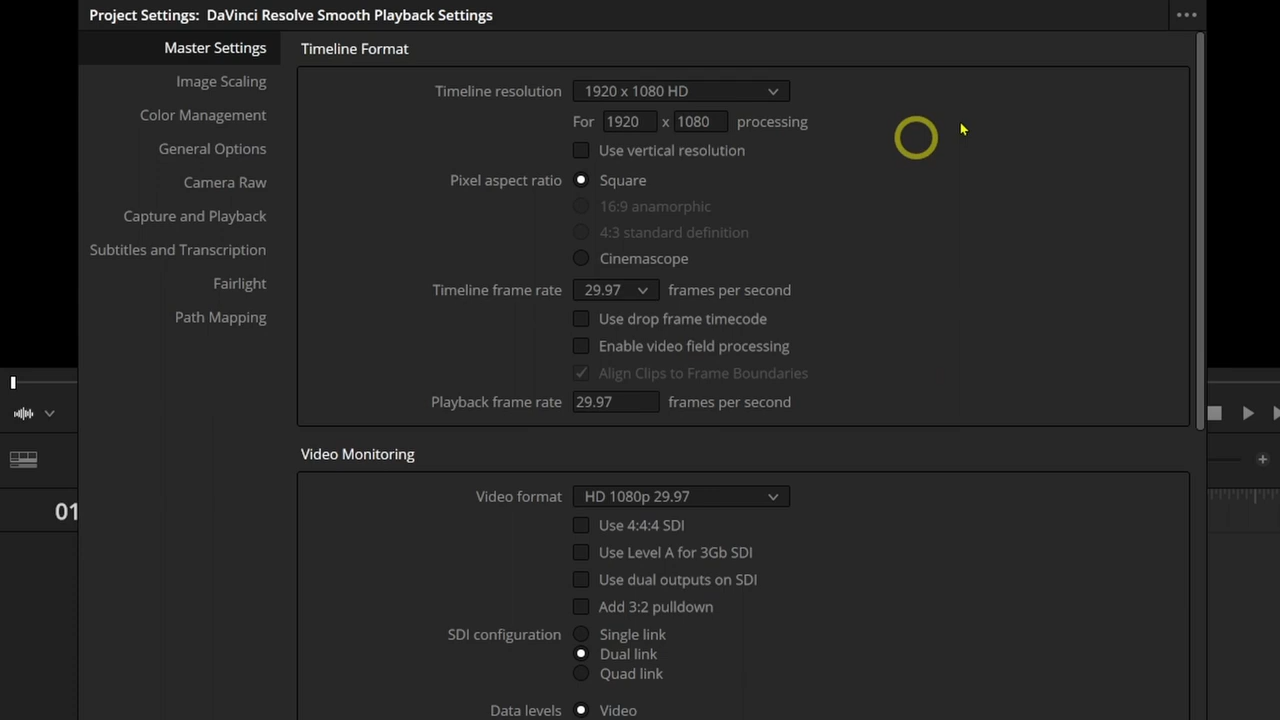 Project Settings: DaVinci Resolve Smooth Playback Settings
Master Settings
Image Scaling
Color Management
General Options
Camera Raw
Capture and Playback
Subtitles and Transcription
Fairlight
Path Mapping
Timeline Format
Timeline resolution 1920 x 1080 HD
For 1920 x 1080 processing
Use vertical resolution
Pixel aspect ratio Square
16:9 anamorphic
4:3 standard definition
Cinemascope
Timeline frame rate 29.97 frames per second
Use drop frame timecode
Enable video field processing
Align Clips to Frame Boundaries
Playback frame rate 29.97 frames per second
Video Monitoring
Video format HD 1080p 29.97
Use 4:4:4 SDI
Use Level A for 3Gb SDI
Use dual outputs on SDI
Add 3:2 pulldown
SDI configuration Single link
Dual link
Quad link
Data levels Video
01